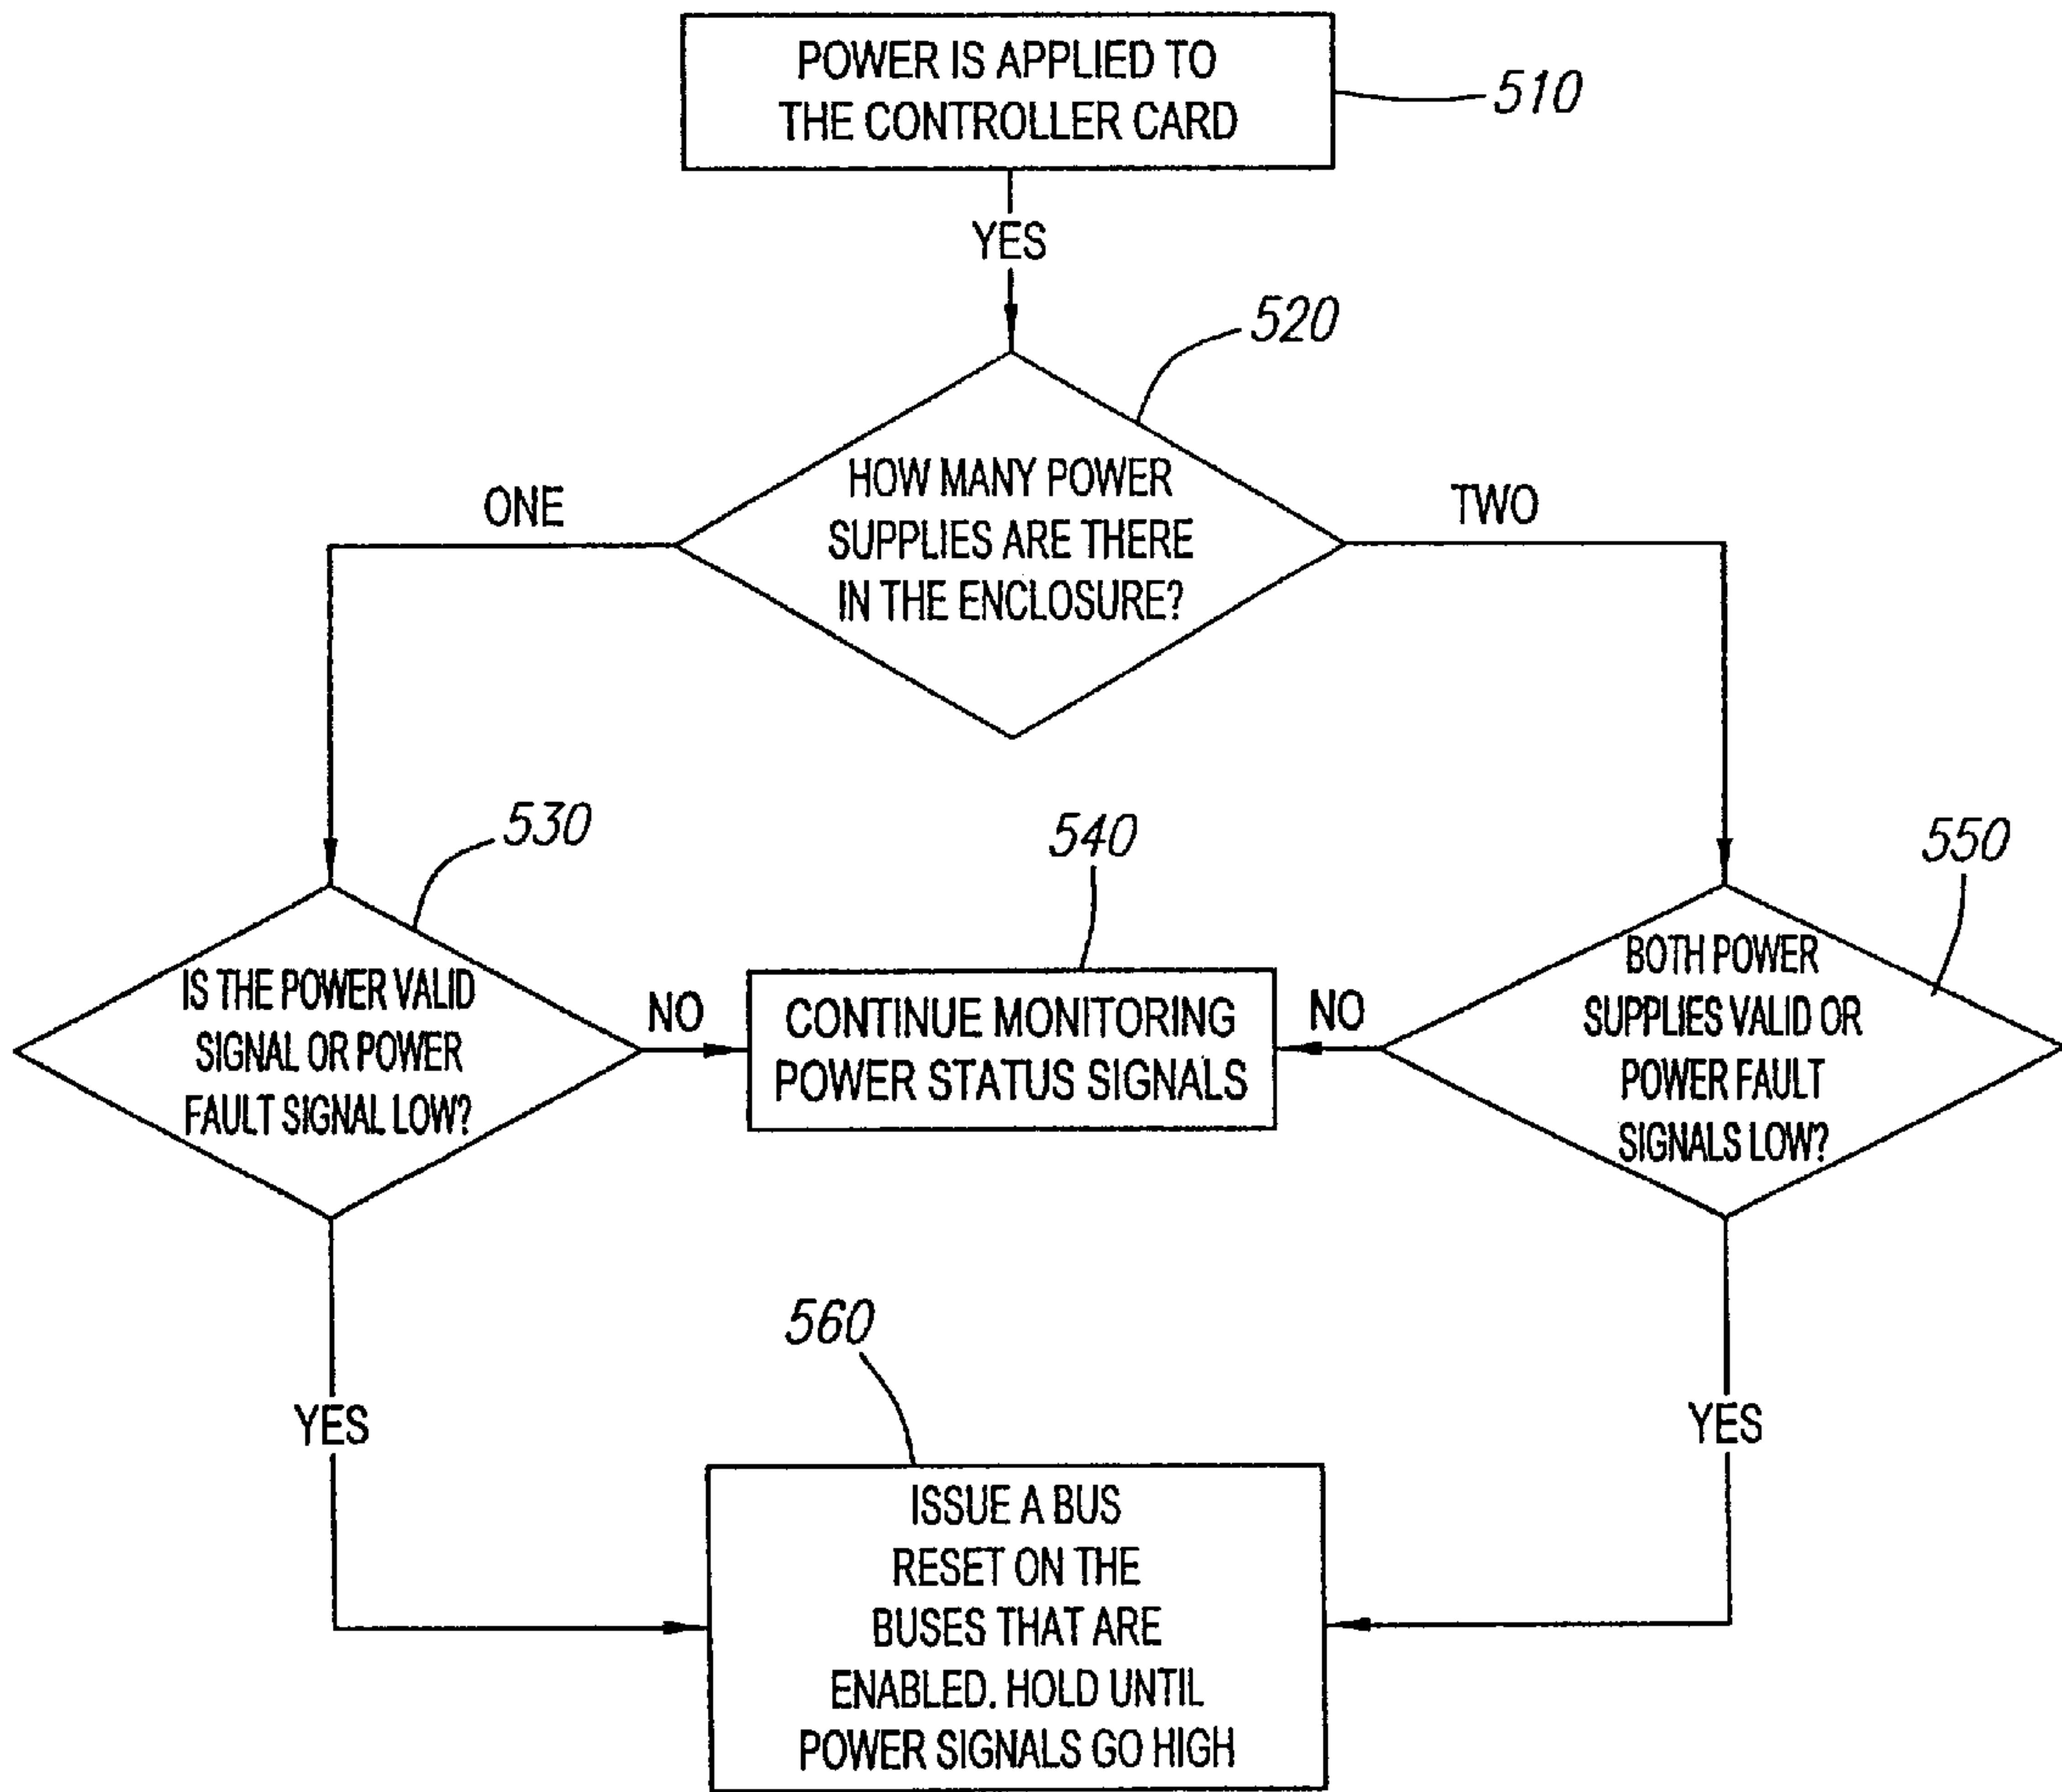 POWER IS APPLIED TO
THE CONTROLLER CARD
510
YES
520
HOW MANY POWER
SUPPLIES ARE THERE
IN THE ENCLOSURE?
ONE
TWO
530
IS THE POWER VALID
SIGNAL OR POWER
FAULT SIGNAL LOW?
NO
540
CONTINUE MONITORING
POWER STATUS SIGNALS
NO
550
BOTH POWER
SUPPLIES VALID OR
POWER FAULT
SIGNALS LOW?
YES
YES
560
ISSUE A BUS
RESET ON THE
BUSES THAT ARE
ENABLED. HOLD UNTIL
POWER SIGNALS GO HIGH